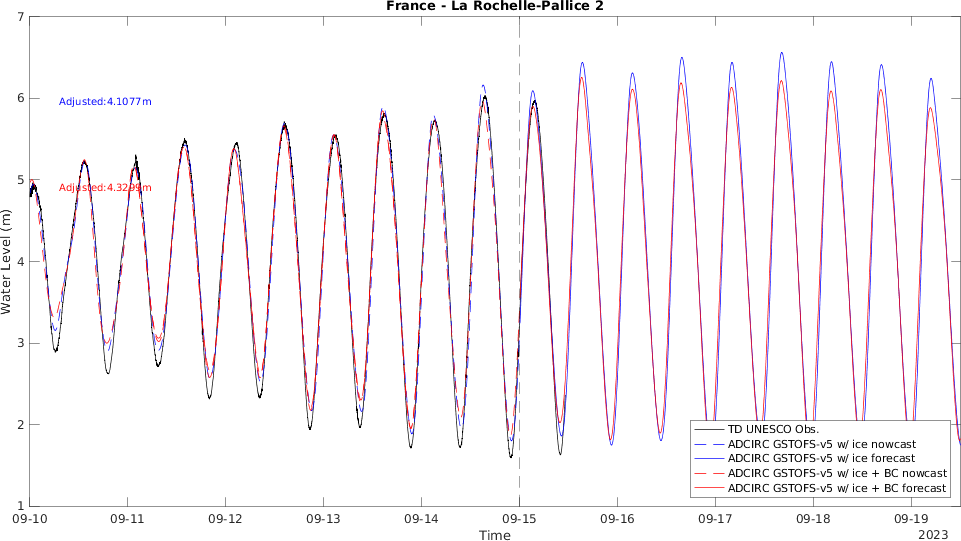 France - La Rochelle-Pallice 2
7
6
5
4
3
2
1
Water Level (m)
Adjusted:4.1077m
Adjusted:4.3299m
TD UNESCO Obs.
ADCIRC GSTOFS-v5 w/ ice nowcast
ADCIRC GSTOFS-v5 w/ ice forecast
ADCIRC GSTOFS-v5 w/ ice + BC nowcast
ADCIRC GSTOFS-v5 w/ ice + BC forecast
09-10 09-11 09-12 09-13 09-14 09-15 09-16 09-17 09-18 09-19
Time
2023